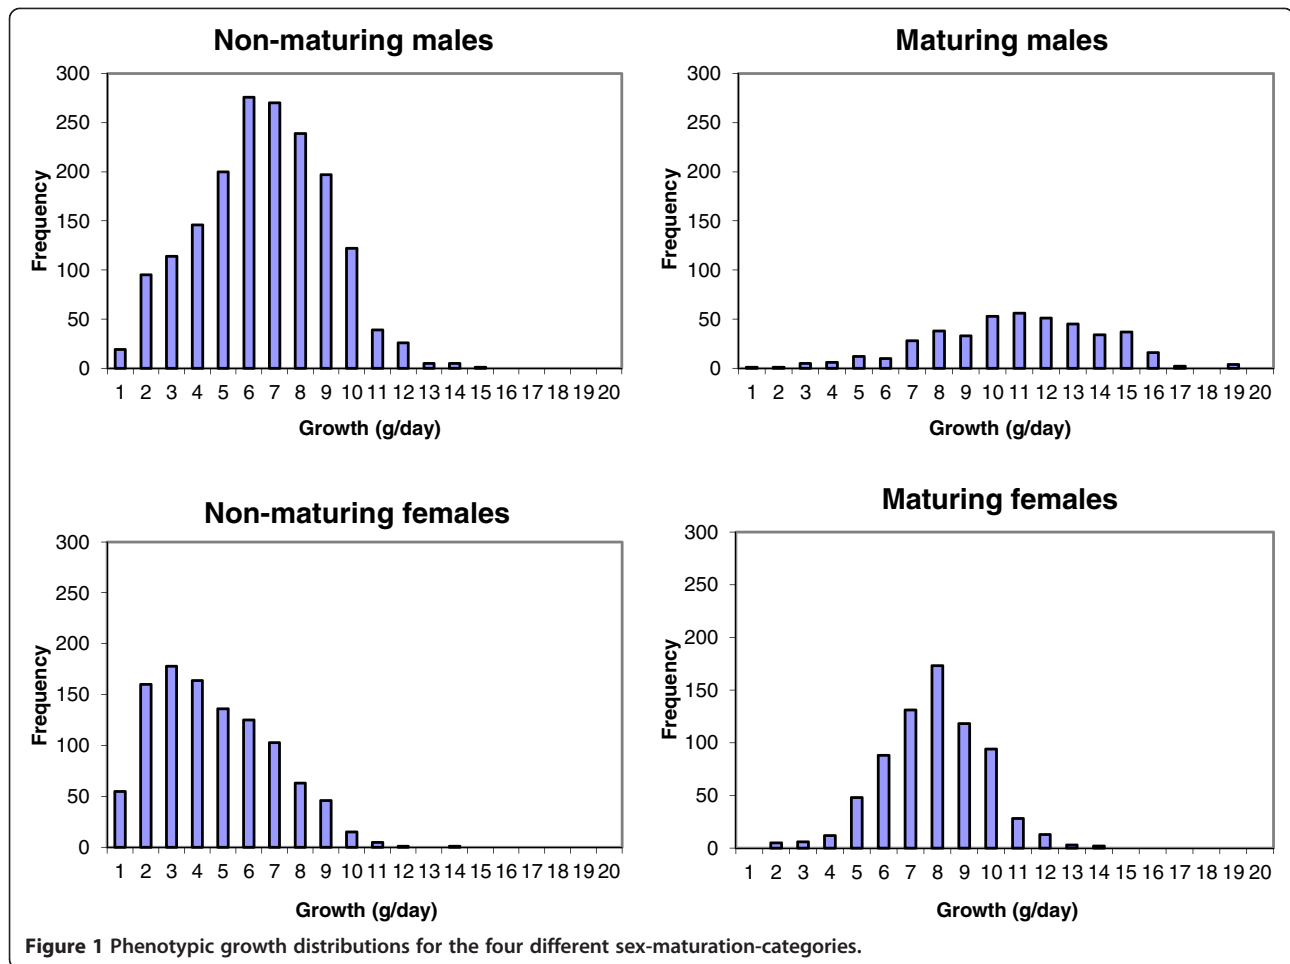 Non-maturing males
300
250
200
150
100
50
0
Frequency
1 2 3 4 5 6 7 8 9 10 11 12 13 14 15 16 17 18 19 20
Growth (g/day)
Maturing males
300
250
200
150
100
50
0
Frequency
1 2 3 4 5 6 7 8 9 10 11 12 13 14 15 16 17 18 19 20
Growth (g/day)
Non-maturing females
300
250
200
150
100
50
0
Frequency
1 2 3 4 5 6 7 8 9 10 11 12 13 14 15 16 17 18 19 20
Growth (g/day)
Maturing females
300
250
200
150
100
50
0
Frequency
1 2 3 4 5 6 7 8 9 10 11 12 13 14 15 16 17 18 19 20
Growth (g/day)
Figure 1 Phenotypic growth distributions for the four different sex-maturation-categories.